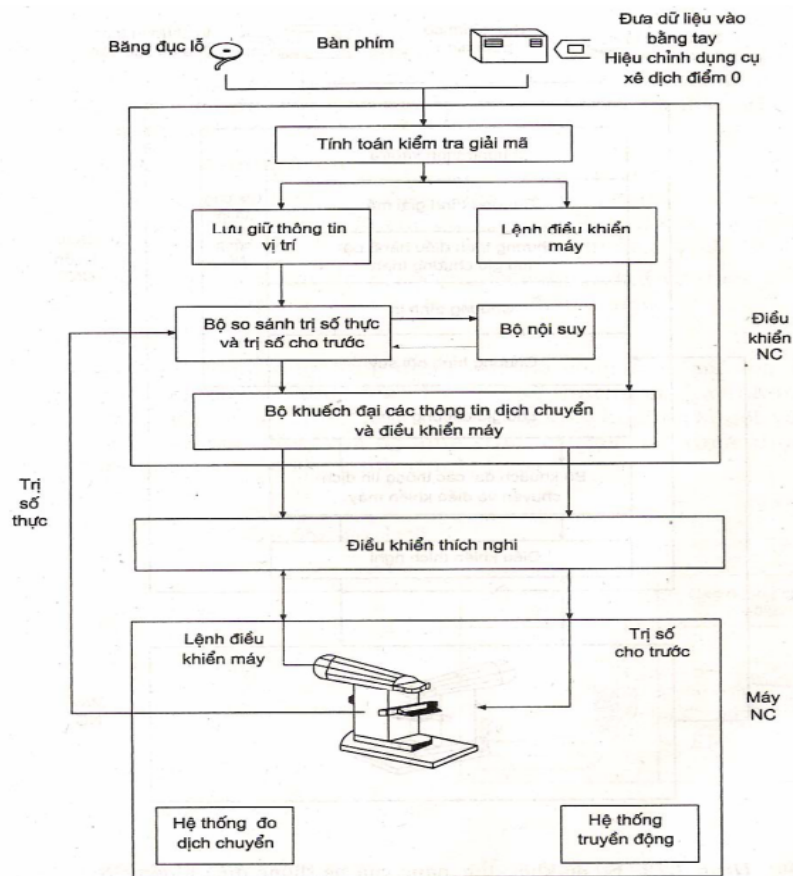 Băng đục lỗ
Bàn phím
Đưa dữ liệu vào
bằng tay
Hiệu chỉnh dụng cụ
xê dịch điểm 0
Tính toán kiểm tra giải mã
Lưu giữ thông tin
vị trí
Lệnh điều khiển
máy
Bộ so sánh trị số thực
và trị số cho trước
Bộ nội suy
Điều
khiển
NC
Bộ khuếch đại các thông tin dịch chuyển
và điều khiển máy
Trị
số
thực
Điều khiển thích nghi
Lệnh điều
khiển máy
Trị số
cho trước
Máy
NC
Hệ thống đo
dịch chuyển
Hệ thống
truyền động